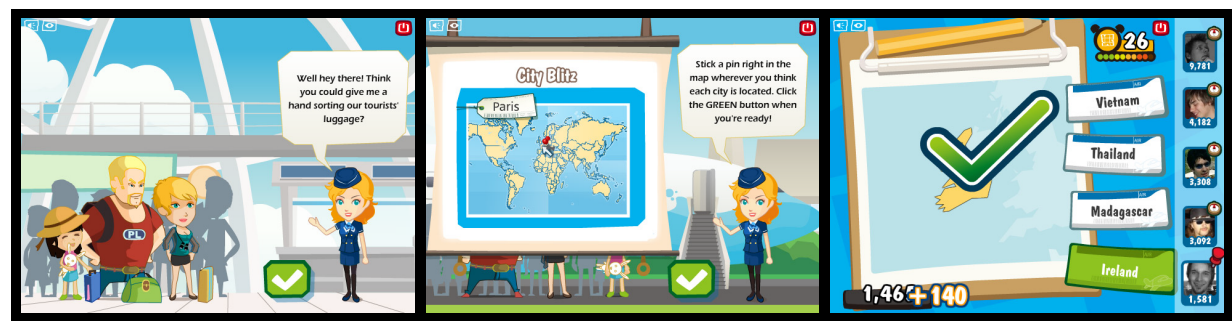 Well hey there! Think
you could give me a
hand sorting our tourists'
luggage?
PL
City Blitz
Paris
Stick a pin right in the
map wherever you think
each city is located. Click
the GREEN button when
you're ready!
26
Vietnam
Thailand
Madagascar
Ireland
+140
9,781
4,182
3,308
3,092
1,581